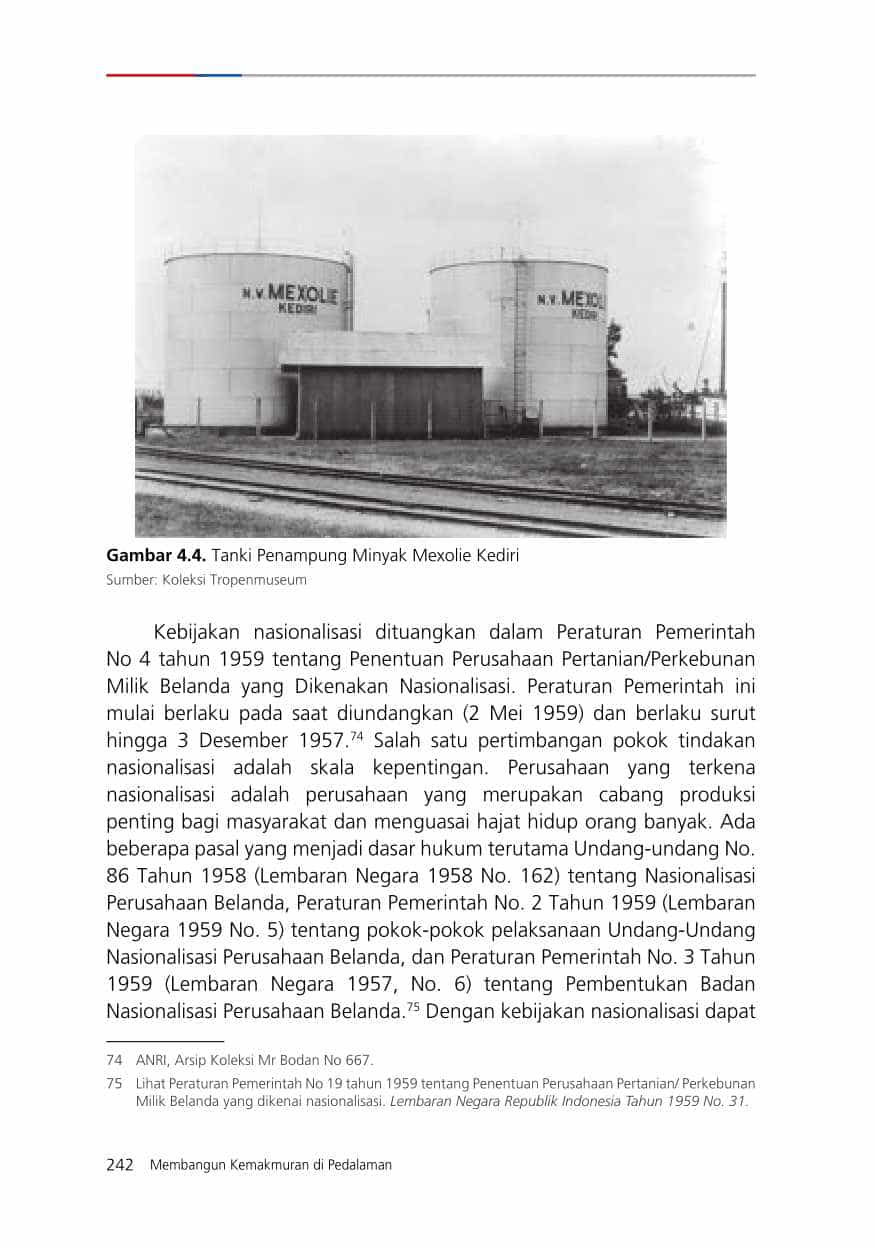 N.V. MEXOLIE
KEDIRI
N.V. MEXOLI
KEDIRI
Gambar 4.4. Tanki Penampung Minyak Mexolie Kediri
Sumber: Koleksi Tropenmuseum
Kebijakan nasionalisasi dituangkan dalam Peraturan Pemerintah
No 4 tahun 1959 tentang Penentuan Perusahaan Pertanian/Perkebunan
Milik Belanda yang Dikenakan Nasionalisasi. Peraturan Pemerintah ini
mulai berlaku pada saat diundangkan (2 Mei 1959) dan berlaku surut
hingga 3 Desember 1957.74 Salah satu pertimbangan pokok tindakan
nasionalisasi adalah skala kepentingan. Perusahaan yang terkena
nasionalisasi adalah perusahaan yang merupakan cabang produksi
penting bagi masyarakat dan menguasai hajat hidup orang banyak. Ada
beberapa pasal yang menjadi dasar hukum terutama Undang-undang No.
86 Tahun 1958 (Lembaran Negara 1958 No. 162) tentang Nasionalisasi
Perusahaan Belanda, Peraturan Pemerintah No. 2 Tahun 1959 (Lembaran
Negara 1959 No. 5) tentang pokok-pokok pelaksanaan Undang-Undang
Nasionalisasi Perusahaan Belanda, dan Peraturan Pemerintah No. 3 Tahun
1959 (Lembaran Negara 1957, No. 6) tentang Pembentukan Badan
Nasionalisasi Perusahaan Belanda.75 Dengan kebijakan nasionalisasi dapat
74 ANRI, Arsip Koleksi Mr Bodan No 667.
75 Lihat Peraturan Pemerintah No 19 tahun 1959 tentang Penentuan Perusahaan Pertanian/ Perkebunan
Milik Belanda yang dikenai nasionalisasi. Lembaran Negara Republik Indonesia Tahun 1959 No. 31.
242 Membangun Kemakmuran di Pedalaman